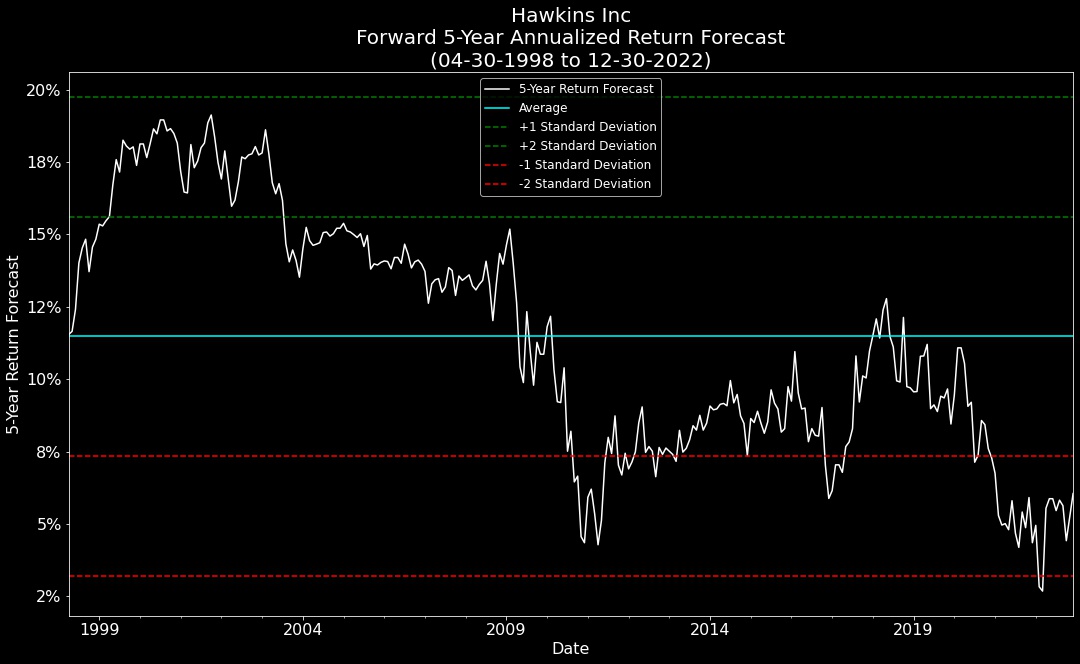 Hawkins Inc
Forward 5-Year Annualized Return Forecast
(04-30-1998 to 12-30-2022)
5-Year Return Forecast
Average
+1 Standard Deviation
+2 Standard Deviation
-1 Standard Deviation
-2 Standard Deviation
20%
18%
15%
12%
10%
8%
5%
2%
5-Year Return Forecast
1999
2004
2009
2014
2019
Date